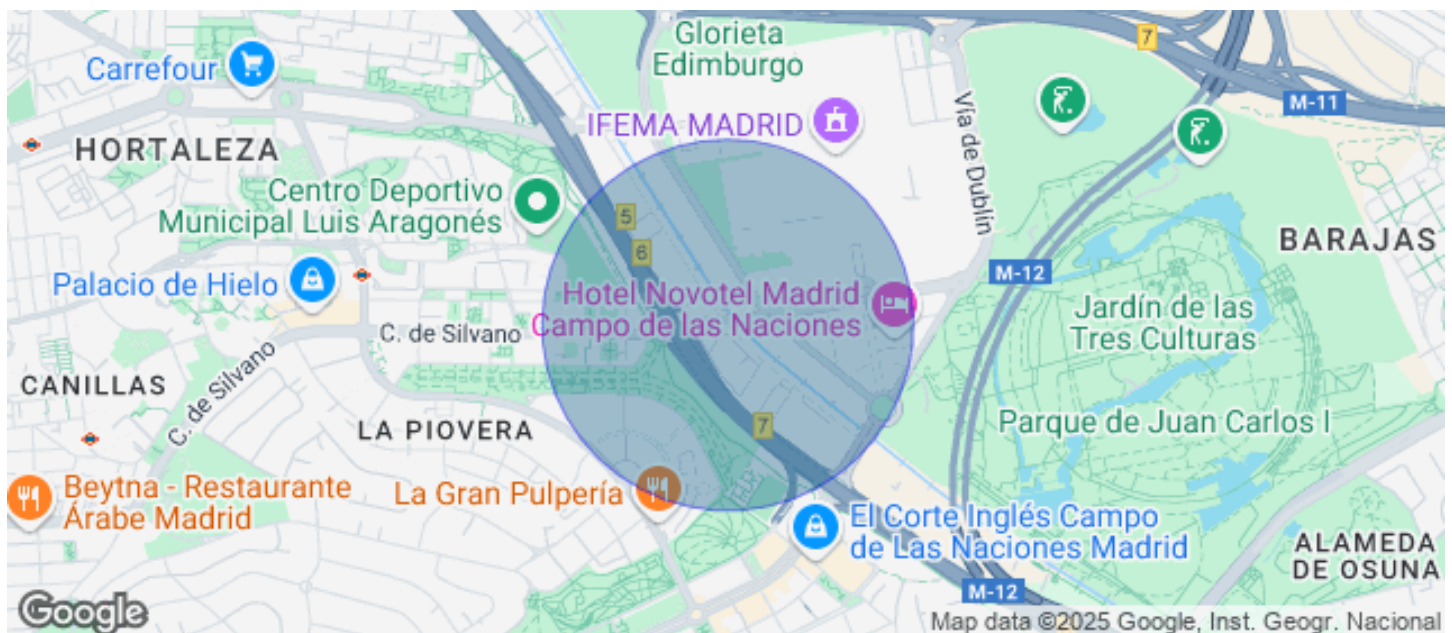 Glorieta
Edimburgo
7
Carrefour
M-11
IFEMA MADRID
Vía de Dublín
HORTALEZA
Centro Deportivo
Municipal Luis Aragonés
5
6
BARAJAS
Palacio de Hielo
M-12
Hotel Novotel Madrid
Campo de las Naciones
Jardín de las
Tres Culturas
C. de Silvano
C. de Silvano
CANILLAS
LA PIOVERA
7
Parque de Juan Carlos I
Beytna - Restaurante
Árabe Madrid
La Gran Pulpería
El Corte Inglés Campo
de Las Naciones Madrid
ALAMEDA
DE OSUNA
M-12
Google
Map data ©2025 Google, Inst. Geogr. Nacional